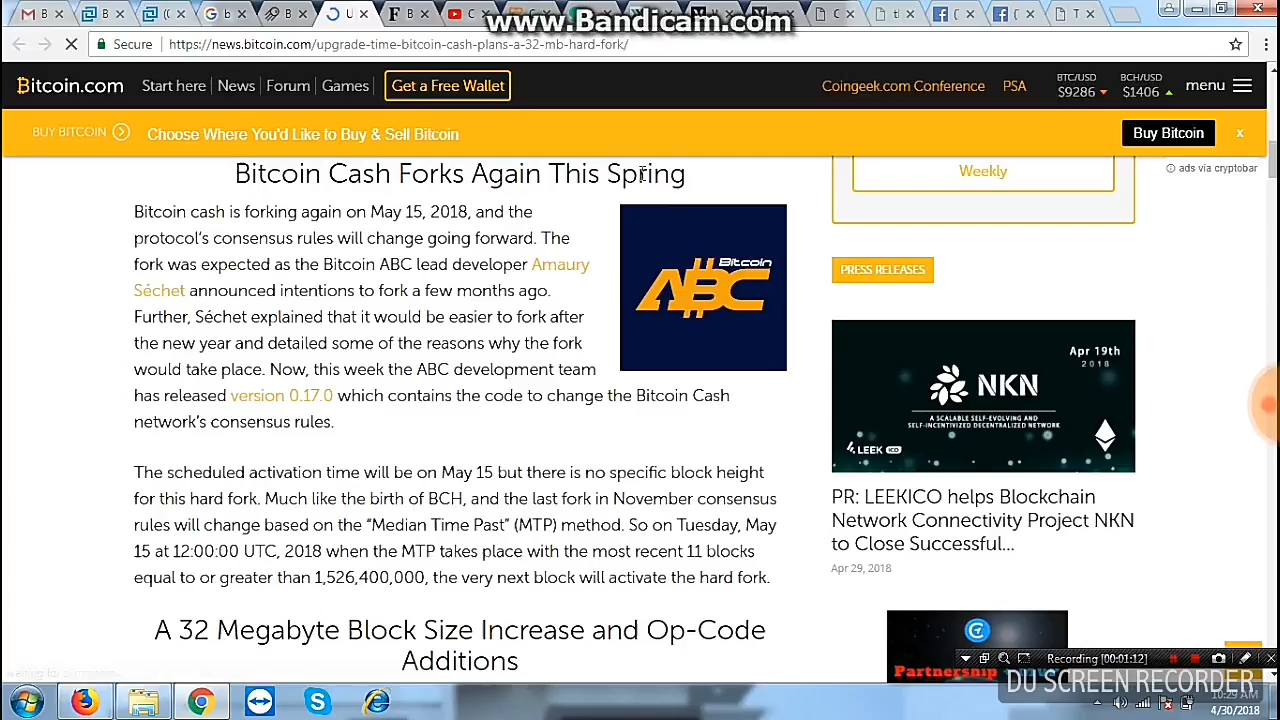 www.Bandicam.com
Secure
https://news.bitcoin.com/upgrade-time-bitcoin-cash-plans-a-32-mb-hard-fork/
Bitcoin.com
Start here
News
Forum
Games
Get a Free Wallet
Coingeek.com Conference
PSA
BTC/USD
$9286
BCH/USD
$1406
menu
BUY BITCOIN
Choose Where You'd Like to Buy & Sell Bitcoin
Buy Bitcoin
x
Bitcoin Cash Forks Again This Spring
Bitcoin cash is forking again on May 15, 2018, and the
protocol’s consensus rules will change going forward. The
fork was expected as the Bitcoin ABC lead developer Amaury
Séchet announced intentions to fork a few months ago.
Further, Séchet explained that it would be easier to fork after
the new year and detailed some of the reasons why the fork
would take place. Now, this week the ABC development team
has released version 0.17.0 which contains the code to change the Bitcoin Cash
network’s consensus rules.
Bitcoin
ABC
The scheduled activation time will be on May 15 but there is no specific block height
for this hard fork. Much like the birth of BCH, and the last fork in November consensus
rules will change based on the “Median Time Past” (MTP) method. So on Tuesday, May
15 at 12:00:00 UTC, 2018 when the MTP takes place with the most recent 11 blocks
equal to or greater than 1,526,400,000, the very next block will activate the hard fork.
A 32 Megabyte Block Size Increase and Op-Code
Additions
Weekly
ads via cryptobar
PRESS RELEASES
Apr 19th
2018
NKN
A SCALABLE SELF-EVOLVING AND
SELF-INCENTIVIZED DECENTRALIZED NETWORK
LEEK ICO
PR: LEEKICO helps Blockchain
Network Connectivity Project NKN
to Close Successful...
Apr 29, 2018
Partnership
Recording [00:01:12]
DU SCREEN RECORDER
10:29 AM
4/30/2018